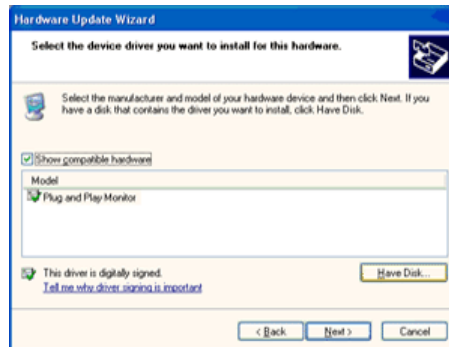 Hardware Update Wizard
Select the device driver you want to install for this hardware.
Select the manufacturer and model of your hardware device and then click Next. If you
have a disk that contains the driver you want to install, click Have Disk.
Show compatible hardware
Model
Plug and Play Monitor
This driver is digitally signed.
Have Disk...
Tell me why driver signing is important
< Back
Next >
Cancel